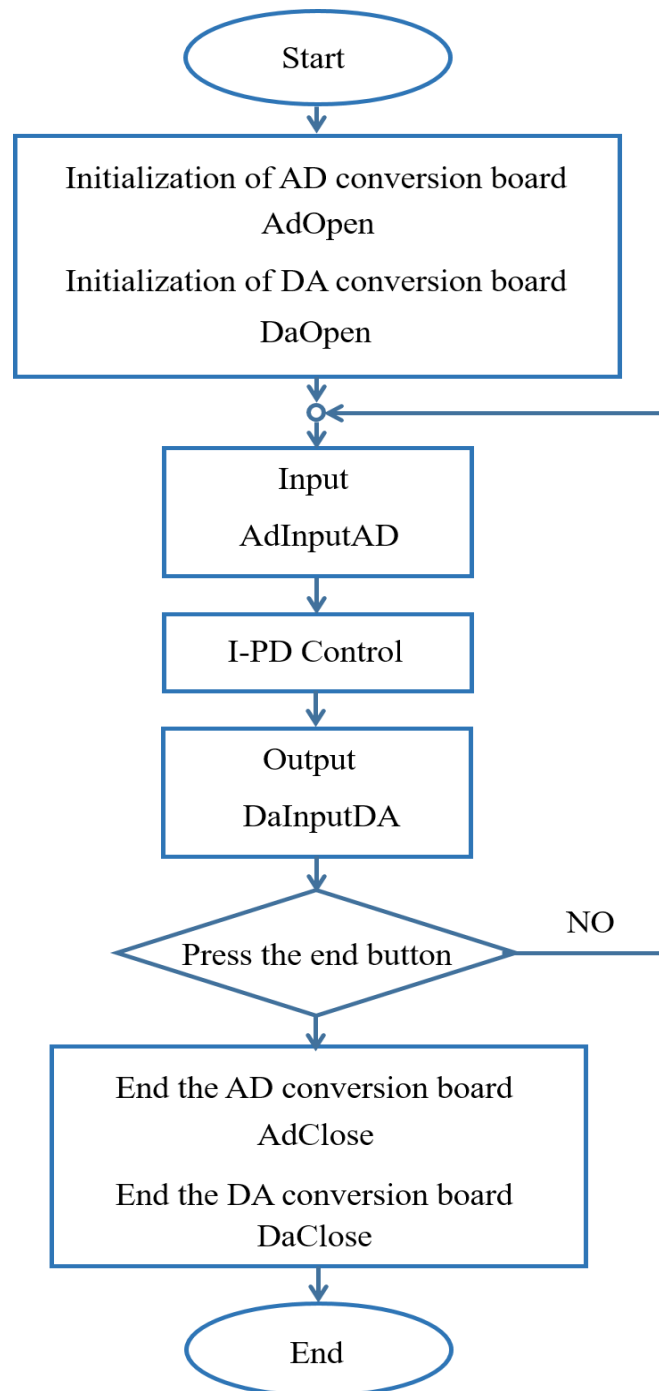 Start
Initialization of AD conversion board
AdOpen
Initialization of DA conversion board
DaOpen
Input
AdInputAD
I-PD Control
Output
DaInputDA
Press the end button
NO
End the AD conversion board
AdClose
End the DA conversion board
DaClose
End